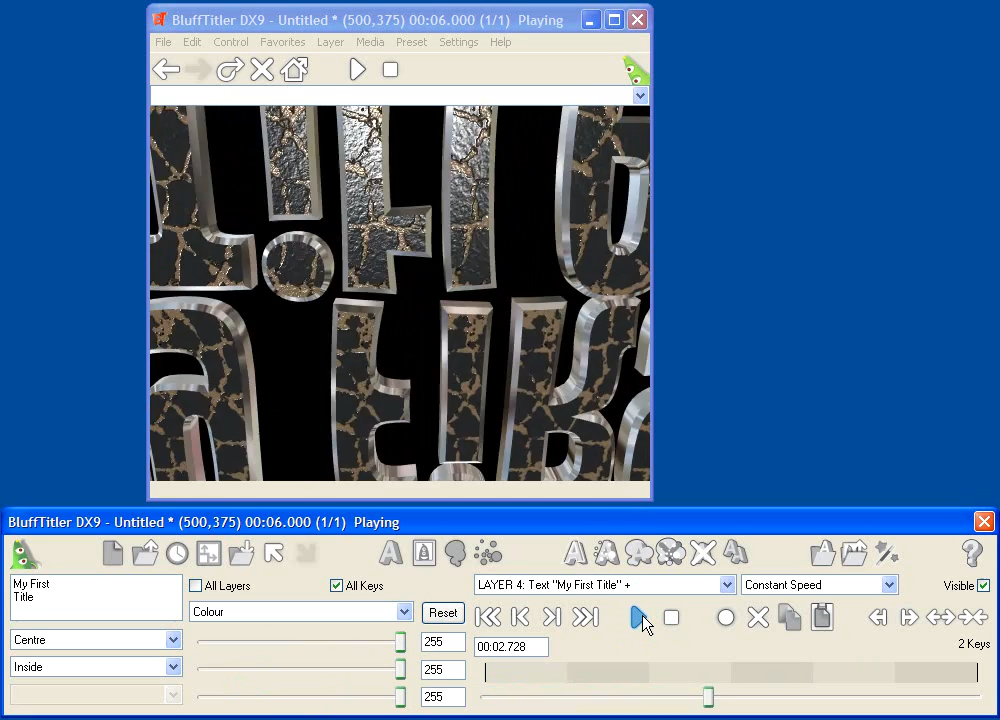 BluffTitler DX9 - Untitled * (500,375) 00:06.000 (1/1) Playing
File Edit Control Favorites Layer Media Preset Settings Help
BluffTitler DX9 - Untitled * (500,375) 00:06.000 (1/1) Playing
My First
Title
All Layers
All Keys
LAYER 4: Text "My First Title" +
Constant Speed
Visible
Colour
Reset
Centre
255
00:02.728
2 Keys
Inside
255
255